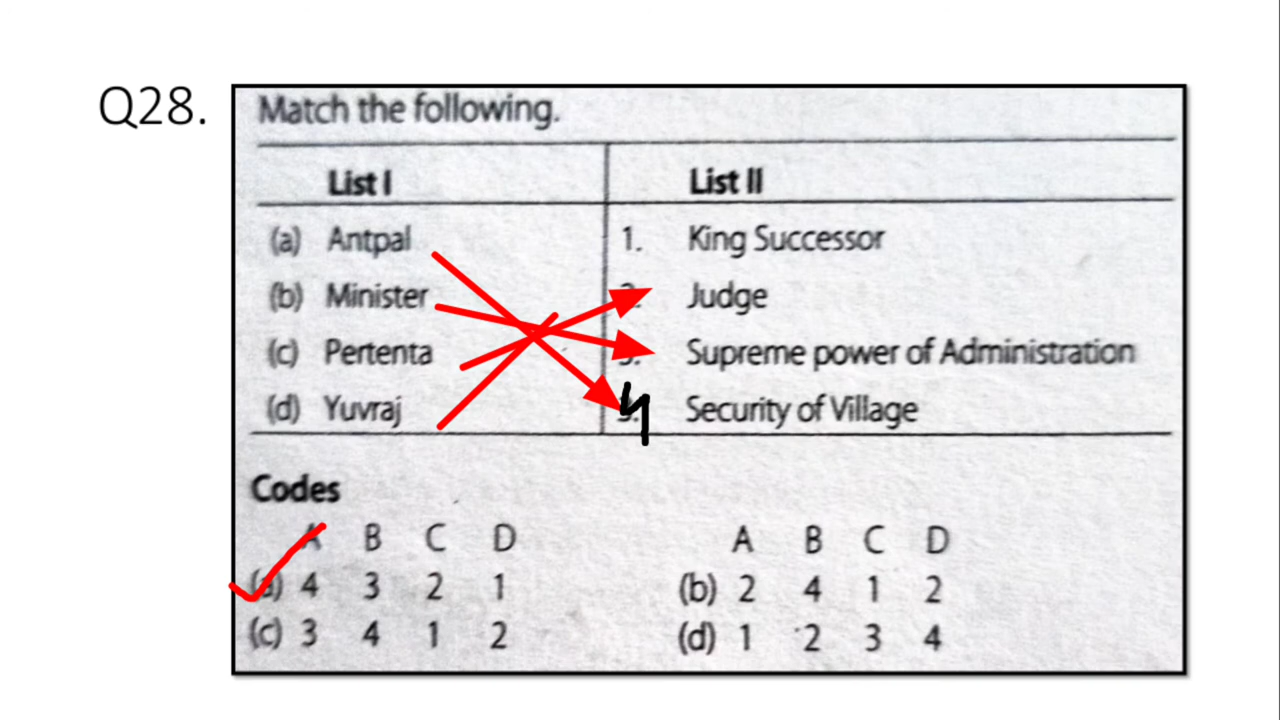 Q28.
Match the following.
List I List II
(a) Antpal 1. King Successor
(b) Minister 2. Judge
(c) Pertenta 3. Supreme power of Administration
(d) Yuvraj 4 Security of Village
Codes
A B C D A B C D
(a) 4 3 2 1 (b) 2 4 1 2
(c) 3 4 1 2 (d) 1 2 3 4